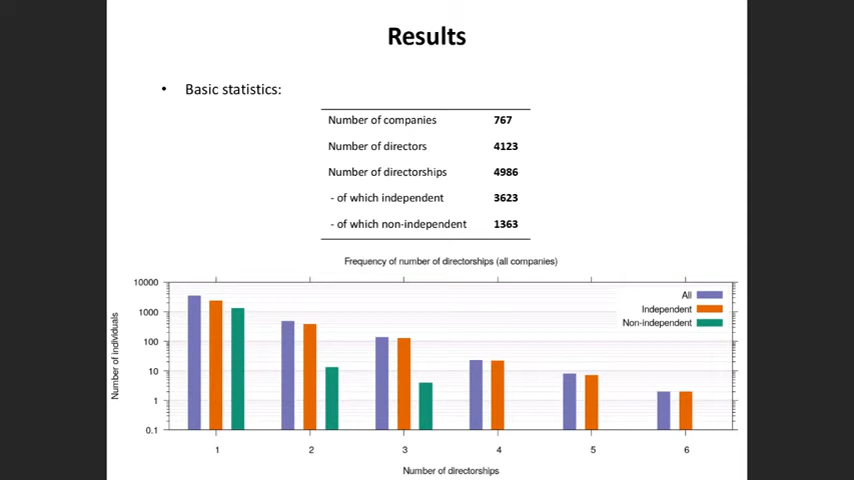 Results
• Basic statistics:
Number of companies 767
Number of directors 4123
Number of directorships 4986
- of which independent 3623
- of which non-independent 1363
Frequency of number of directorships (all companies)
10000
1000
100
10
1
0.1
Number of individuals
All
Independent
Non-independent
1 2 3 4 5 6
Number of directorships